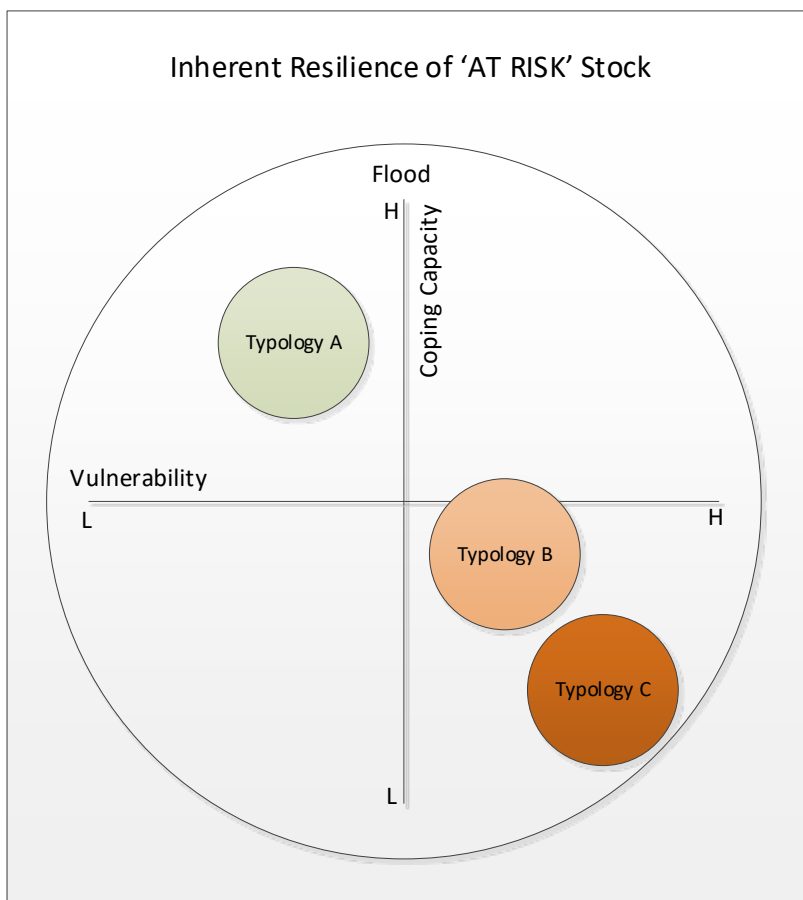 Inherent Resilience of ‘AT RISK’ Stock
Flood
H
Coping Capacity
Typology A
Vulnerability
L
H
Typology B
Typology C
L